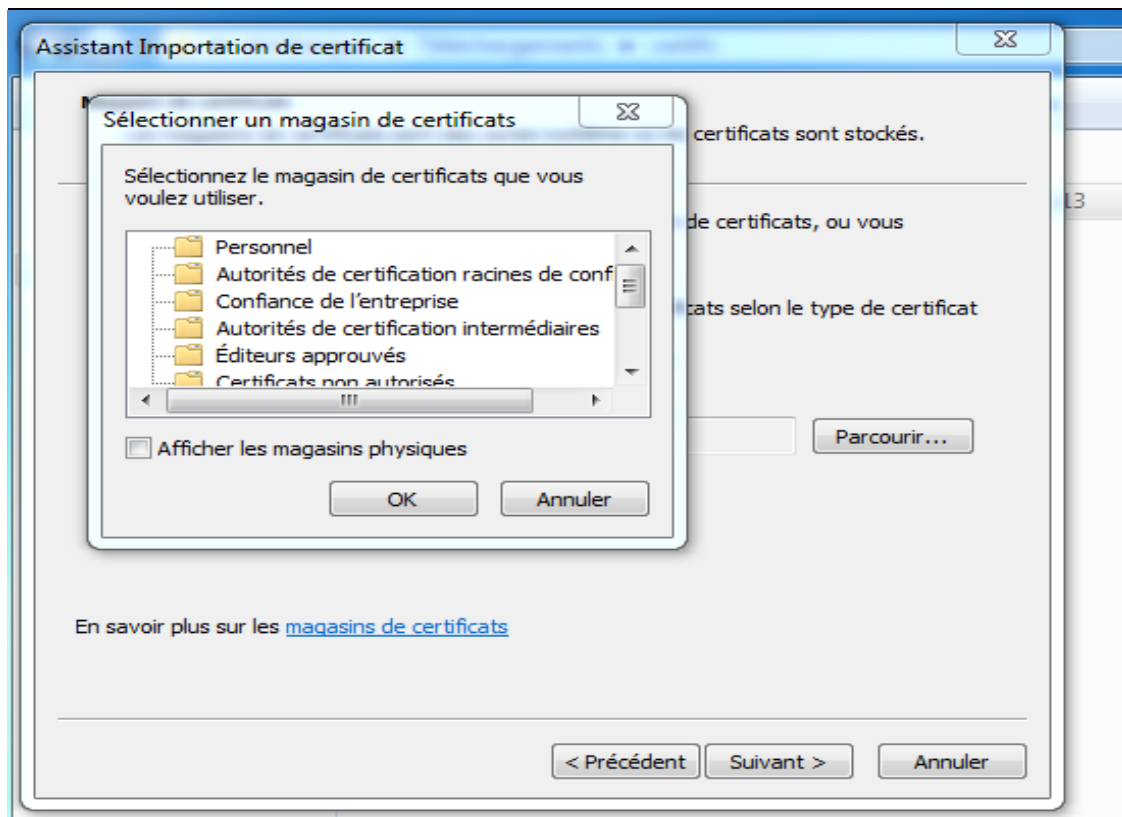 Assistant Importation de certificat
Sélectionner un magasin de certificats
certificats sont stockés.
Sélectionnez le magasin de certificats que vous
voulez utiliser.
13
de certificats, ou vous
Personnel
Autorités de certification racines de conf
Confiance de l'entreprise
cats selon le type de certificat
Autorités de certification intermédiaires
Éditeurs approuvés
Certificats non autorisés
Afficher les magasins physiques
Parcourir...
OK
Annuler
En savoir plus sur les magasins de certificats
< Précédent
Suivant >
Annuler